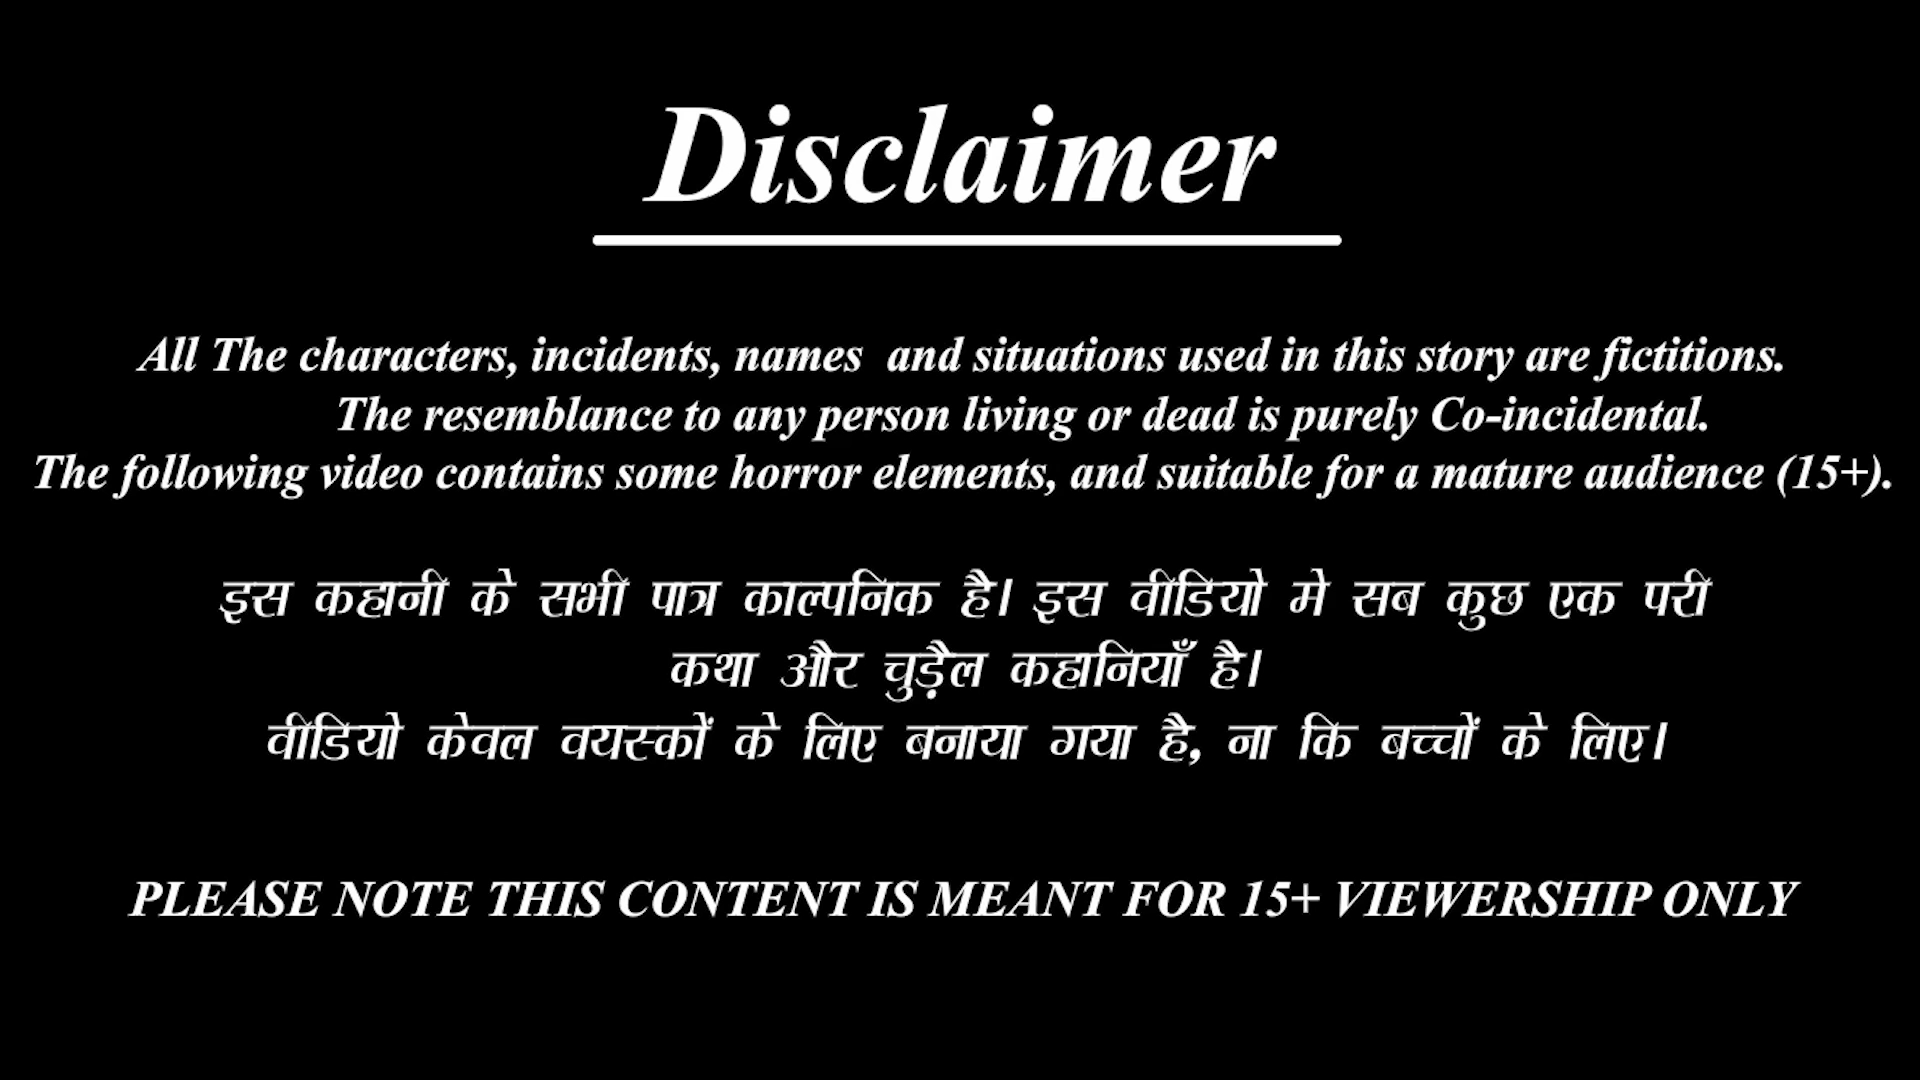 Disclaimer
All The characters, incidents, names and situations used in this story are fictitions.
The resemblance to any person living or dead is purely Co-incidental.
The following video contains some horror elements, and suitable for a mature audience (15+).
इस कहानी के सभी पात्र काल्पनिक है। इस वीडियो मे सब कुछ एक परी
कथा और चुड़ैल कहानियाँ है।
वीडियो केवल वयस्कों के लिए बनाया गया है, ना कि बच्चों के लिए।
PLEASE NOTE THIS CONTENT IS MEANT FOR 15+ VIEWERSHIP ONLY